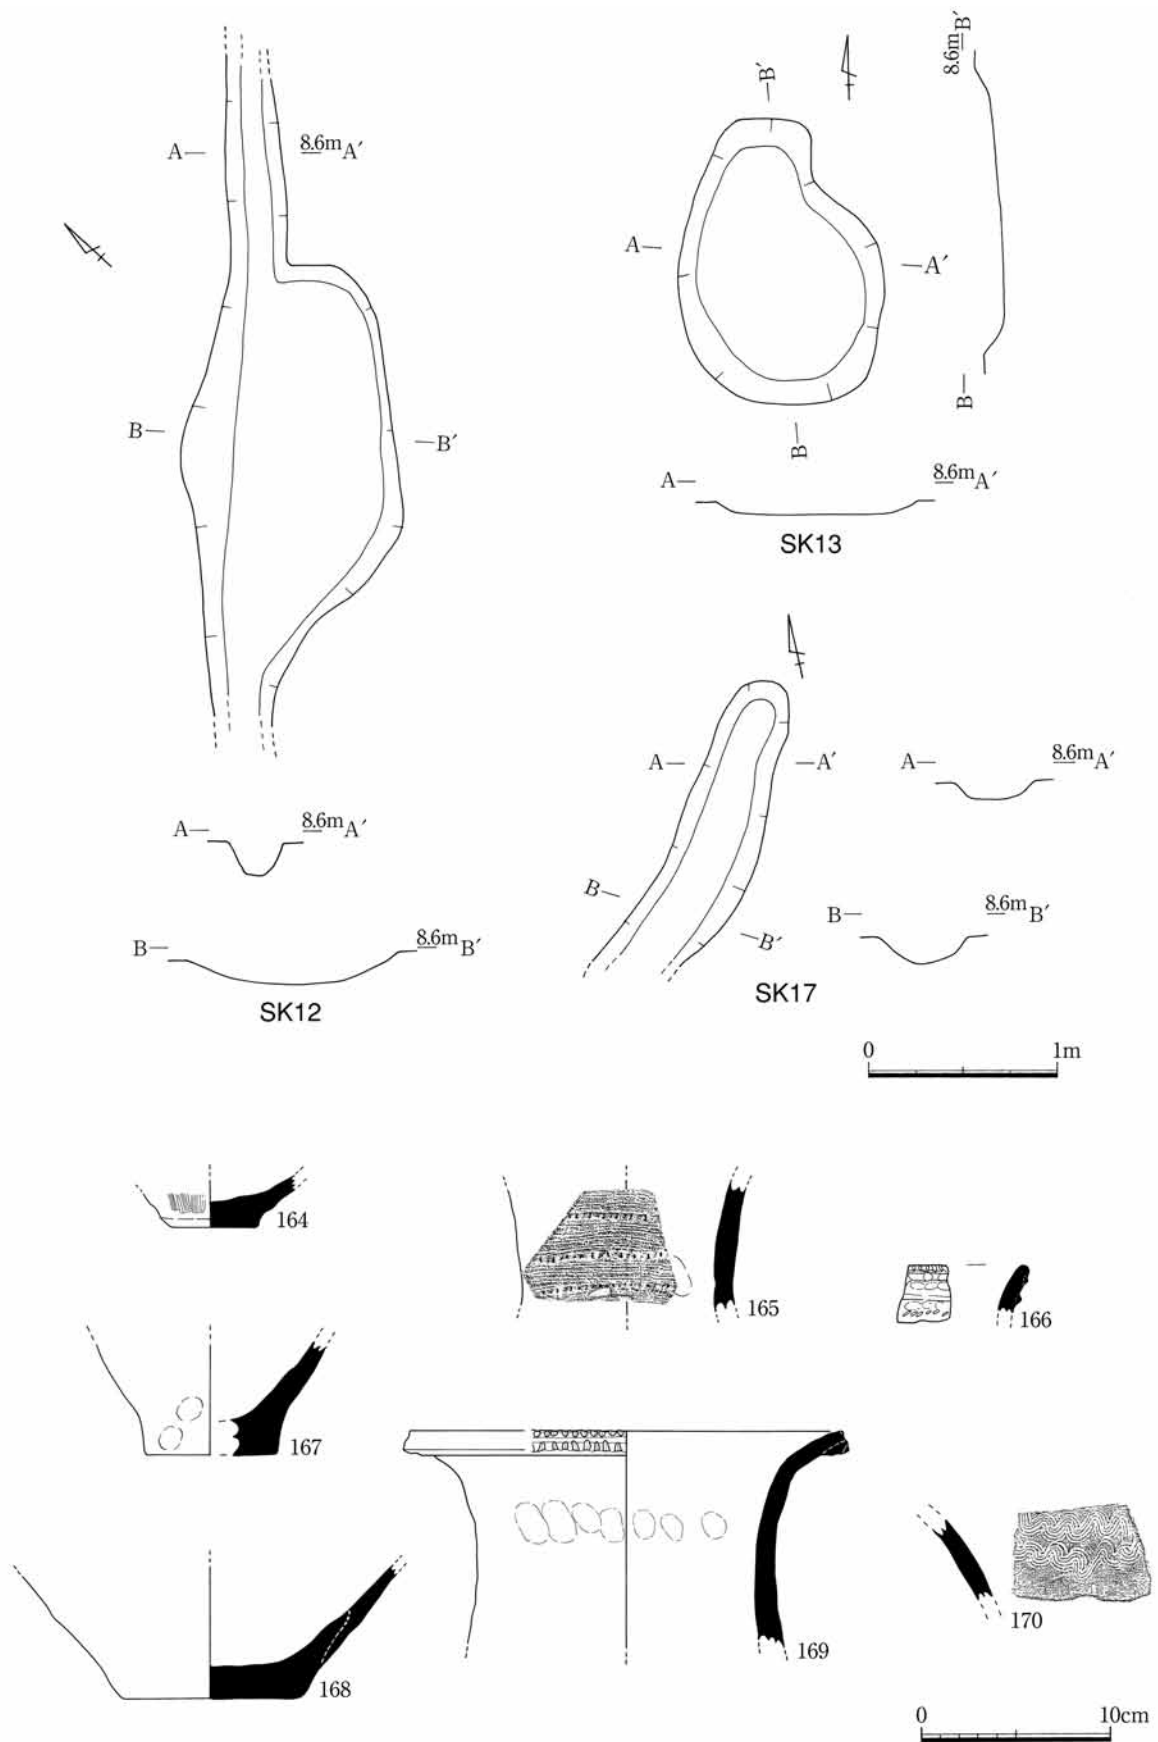 A
8.6m A′
B
B′
A
8.6m A′
B
8.6m B′
SK12
B′
8.6m B′
A
A′
B
B
A
8.6m A′
SK13
A
A′
B
B′
A
8.6m A′
B
8.6m B′
SK17
0 1m
164
165
166
167
168
169
170
0 10cm